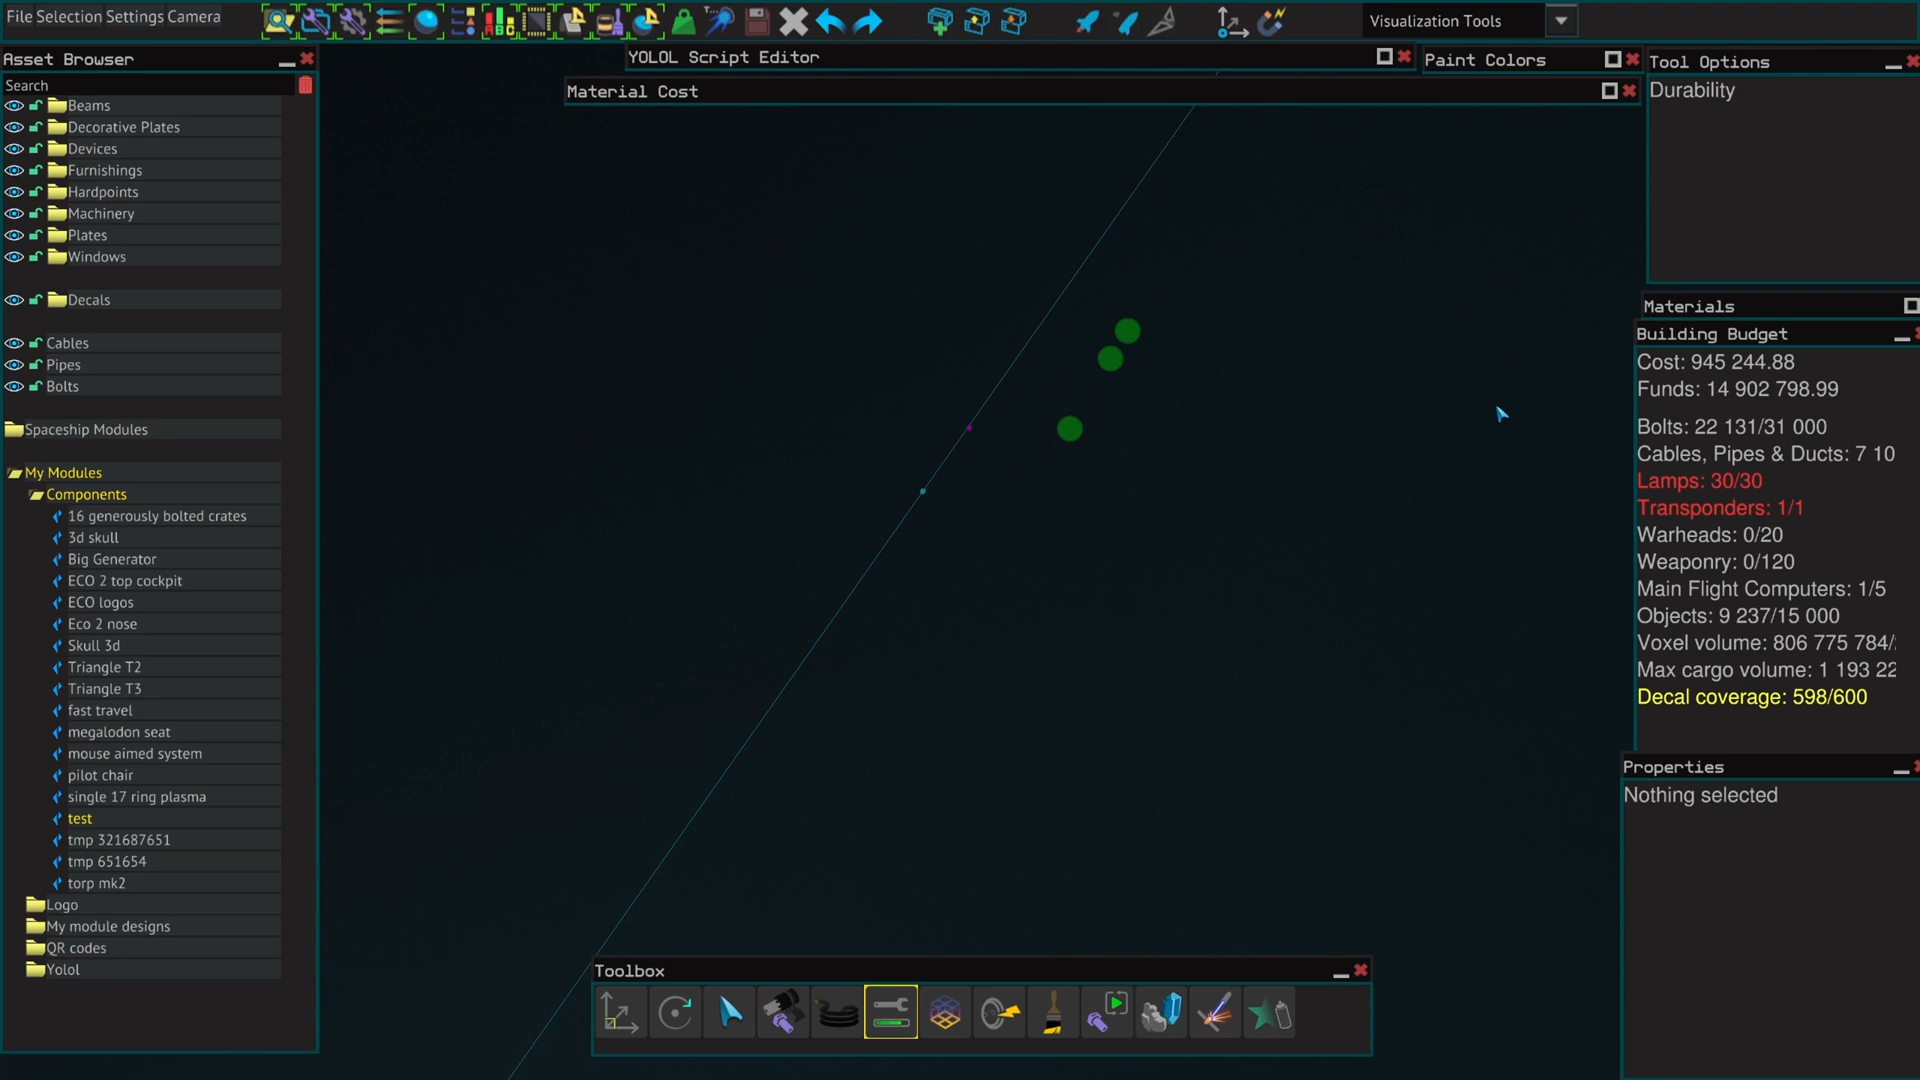 File Selection Settings Camera
Visualization Tools
Asset Browser
YOLOL Script Editor
Paint Colors
Tool Options
Search
Material Cost
Durability
Beams
Decorative Plates
Devices
Furnishings
Hardpoints
Machinery
Plates
Windows
Decals
Cables
Pipes
Bolts
Spaceship Modules
My Modules
Components
16 generously bolted crates
3d skull
Big Generator
ECO 2 top cockpit
ECO logos
Eco 2 nose
Skull 3d
Triangle T2
Triangle T3
fast travel
megalodon seat
mouse aimed system
pilot chair
single 17 ring plasma
test
tmp 321687651
tmp 651654
torp mk2
Logo
My module designs
QR codes
Yolol
Materials
Building Budget
Cost: 945 244.88
Funds: 14 902 798.99
Bolts: 22 131/31 000
Cables, Pipes & Ducts: 7 10
Lamps: 30/30
Transponders: 1/1
Warheads: 0/20
Weaponry: 0/120
Main Flight Computers: 1/5
Objects: 9 237/15 000
Voxel volume: 806 775 784/
Max cargo volume: 1 193 22
Decal coverage: 598/600
Properties
Nothing selected
Toolbox